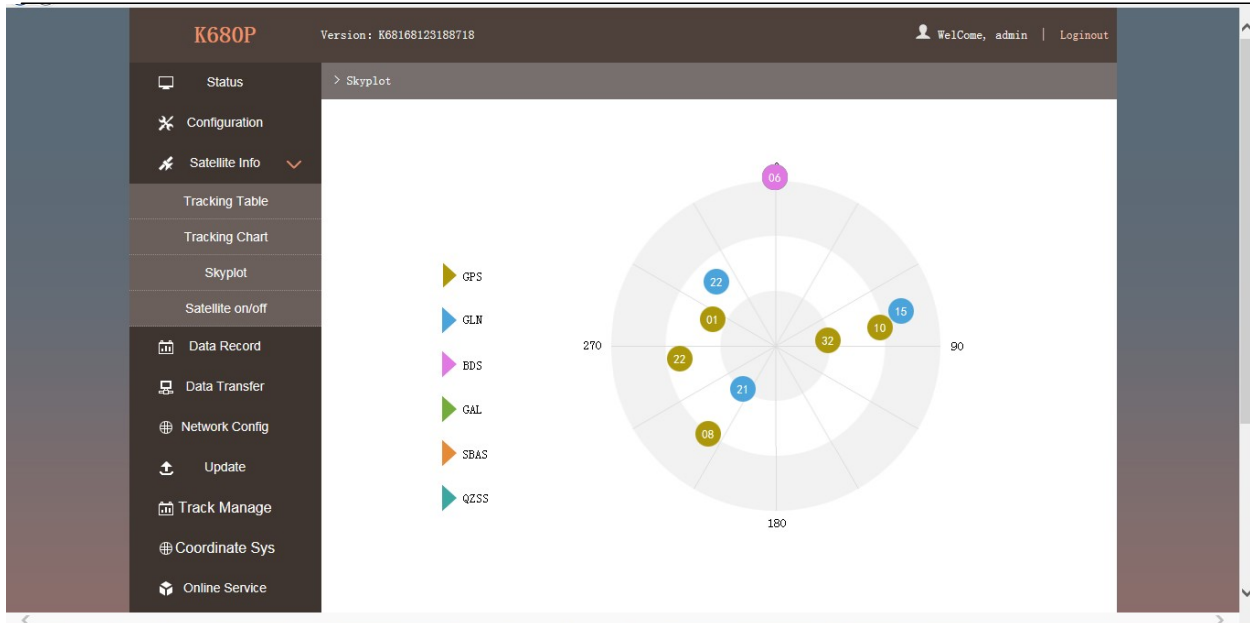 K680P
Version: K68168123188718
WelCome, admin | Loginout
Status
> Skyplot
Configuration
Satellite Info
Tracking Table
Tracking Chart
Skyplot
Satellite on/off
Data Record
Data Transfer
Network Config
Update
Track Manage
Coordinate Sys
Online Service
GPS
GLN
BDS
GAL
SBAS
QZSS
06
22
01
15
10
32
270
90
22
21
08
180